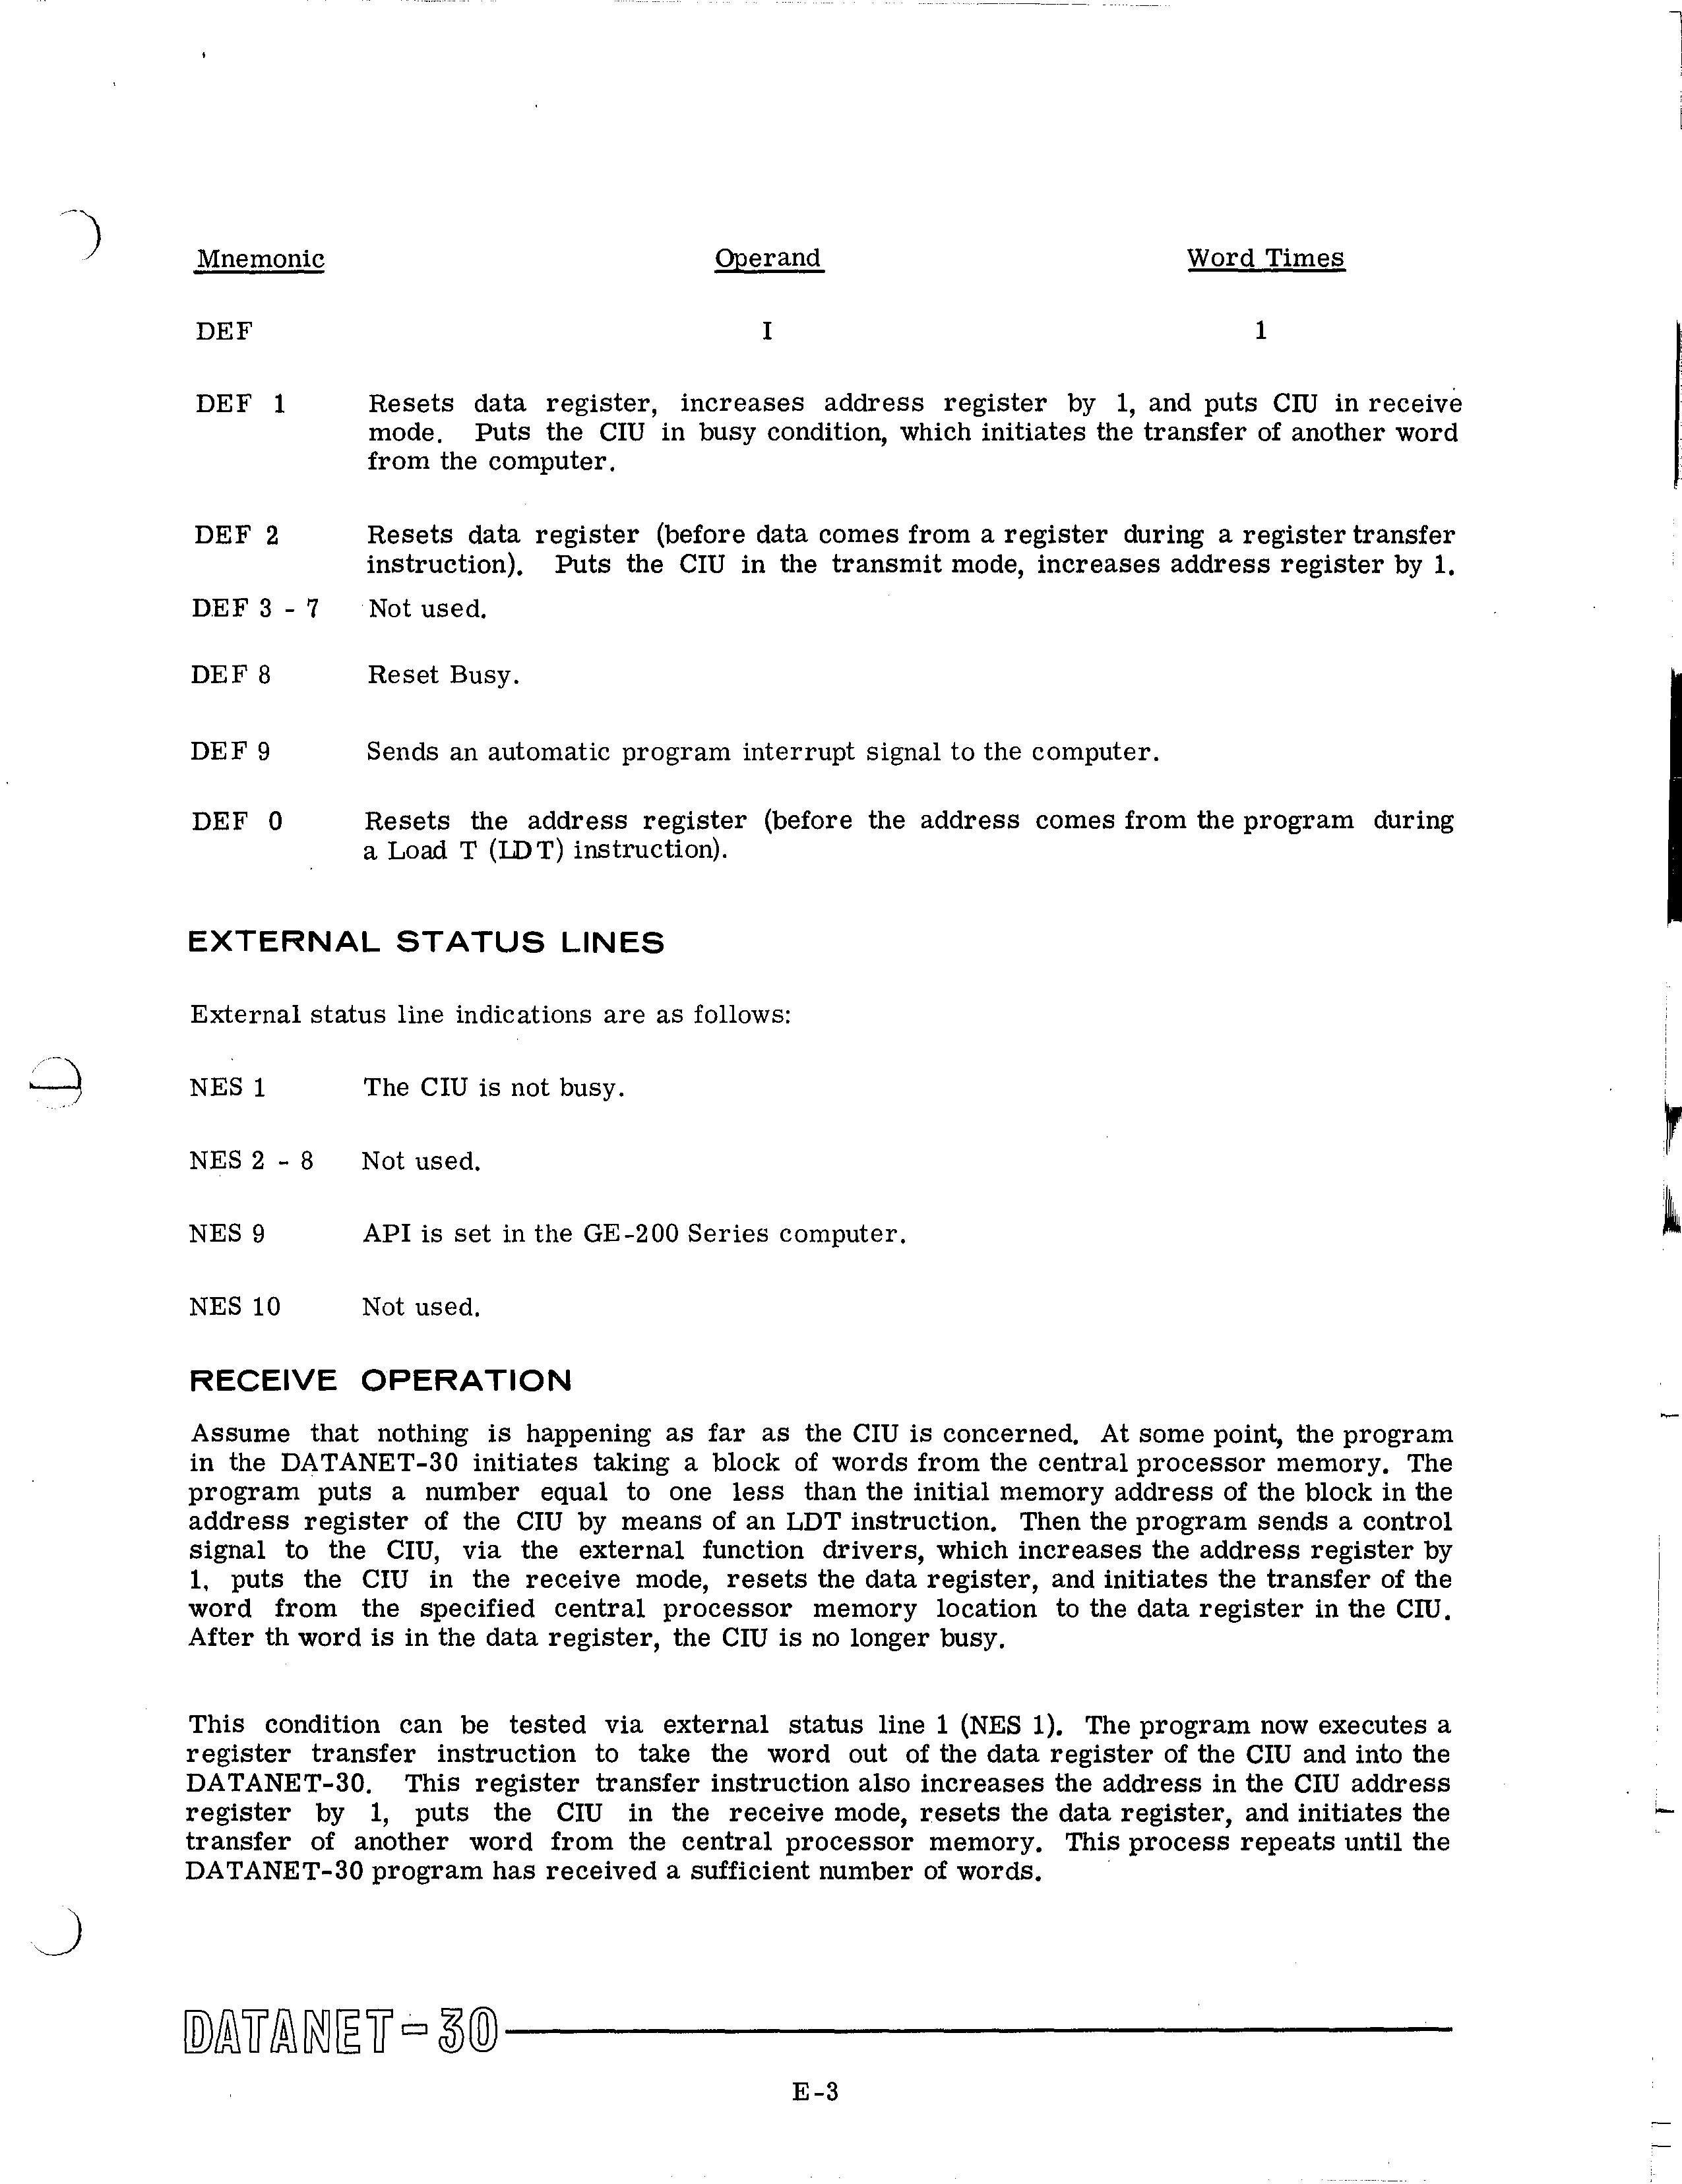 Mnemonic Operand Word Times
DEF I 1
DEF 1 Resets data register, increases address register by 1, and puts CIU in receive
mode. Puts the CIU in busy condition, which initiates the transfer of another word
from the computer.
DEF 2 Resets data register (before data comes from a register during a register transfer
instruction). Puts the CIU in the transmit mode, increases address register by 1.
DEF 3 - 7 Not used.
DEF 8 Reset Busy.
DEF 9 Sends an automatic program interrupt signal to the computer.
DEF 0 Resets the address register (before the address comes from the program during
a Load T (LDT) instruction).
EXTERNAL STATUS LINES
External status line indications are as follows:
NES 1 The CIU is not busy.
NES 2 - 8 Not used.
NES 9 API is set in the GE-200 Series computer.
NES 10 Not used.
RECEIVE OPERATION
Assume that nothing is happening as far as the CIU is concerned. At some point, the program
in the DATANET-30 initiates taking a block of words from the central processor memory. The
program puts a number equal to one less than the initial memory address of the block in the
address register of the CIU by means of an LDT instruction. Then the program sends a control
signal to the CIU, via the external function drivers, which increases the address register by
1, puts the CIU in the receive mode, resets the data register, and initiates the transfer of the
word from the specified central processor memory location to the data register in the CIU.
After th word is in the data register, the CIU is no longer busy.
This condition can be tested via external status line 1 (NES 1). The program now executes a
register transfer instruction to take the word out of the data register of the CIU and into the
DATANET-30. This register transfer instruction also increases the address in the CIU address
register by 1, puts the CIU in the receive mode, resets the data register, and initiates the
transfer of another word from the central processor memory. This process repeats until the
DATANET-30 program has received a sufficient number of words.
DATANET-30
E-3